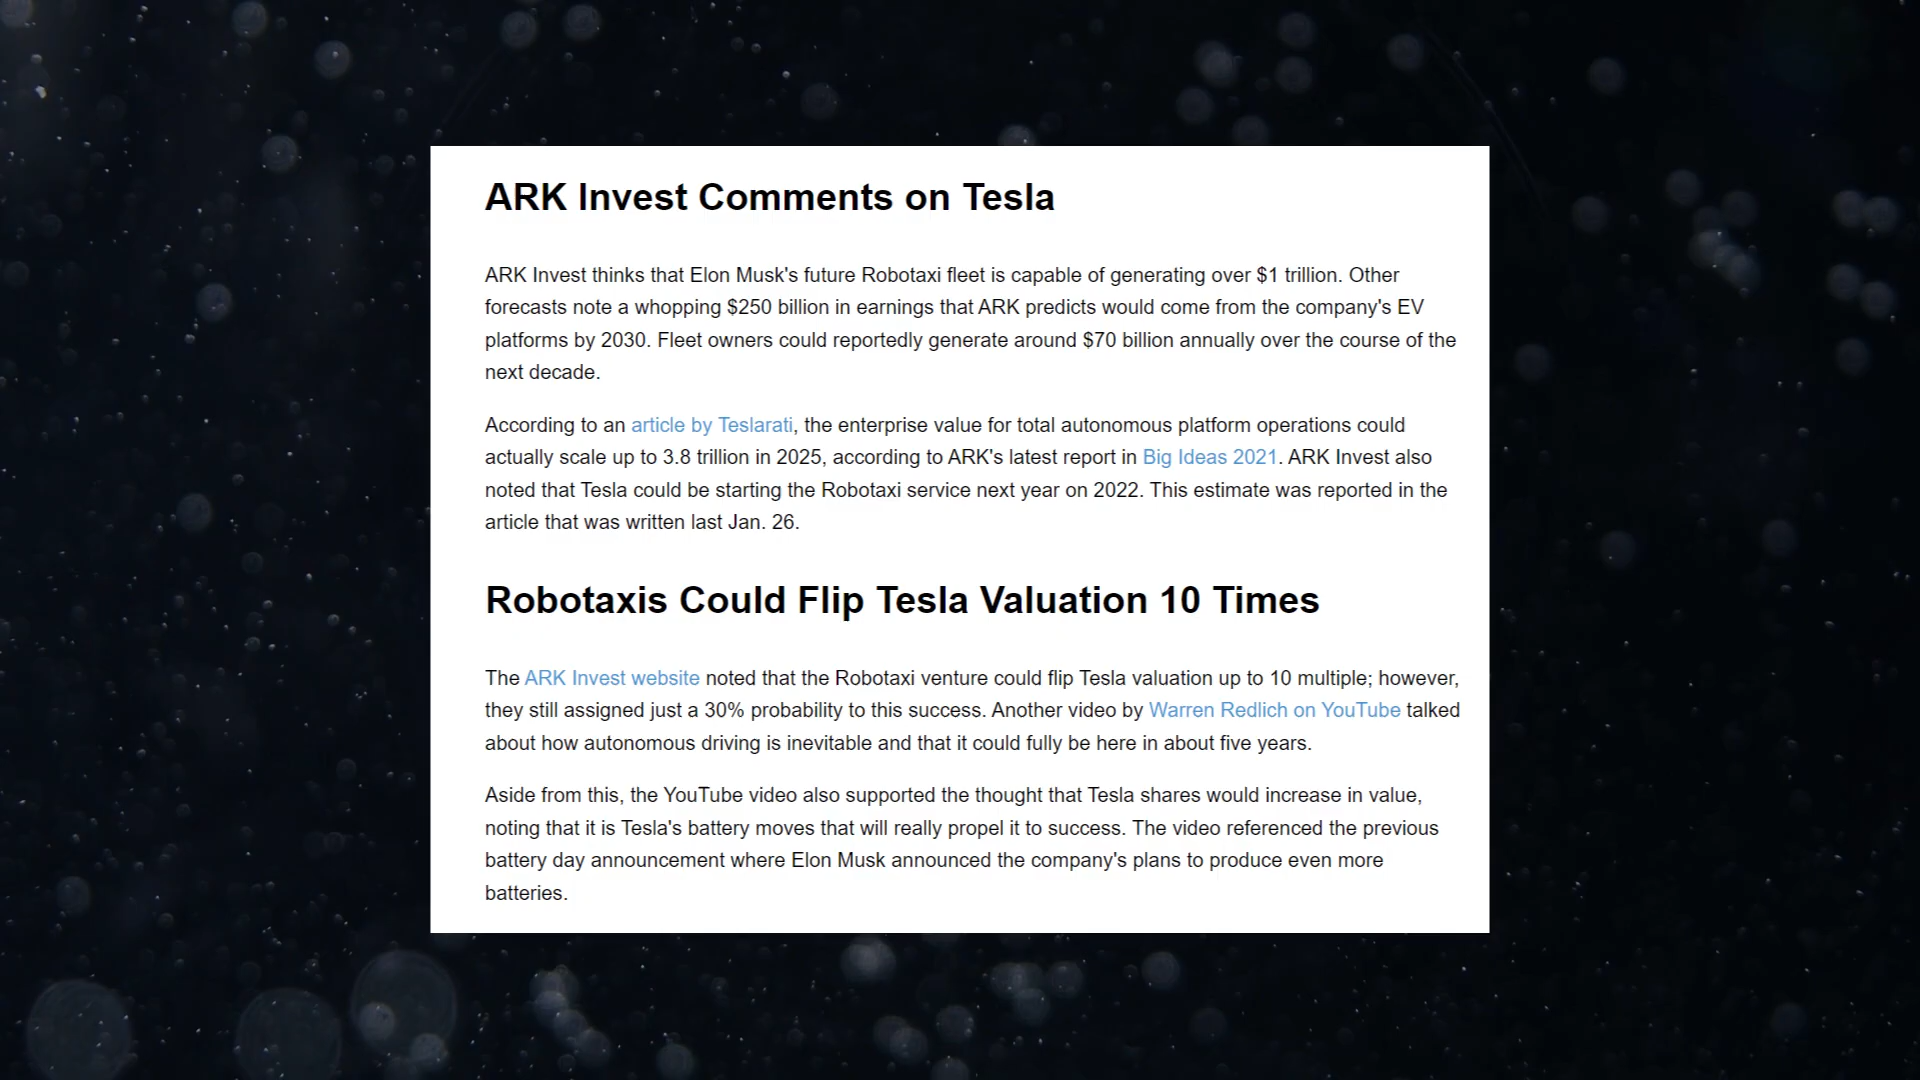 ARK Invest Comments on Tesla
ARK Invest thinks that Elon Musk's future Robotaxi fleet is capable of generating over $1 trillion. Other
forecasts note a whopping $250 billion in earnings that ARK predicts would come from the company's EV
platforms by 2030. Fleet owners could reportedly generate around $70 billion annually over the course of the
next decade.
According to an article by Teslarati, the enterprise value for total autonomous platform operations could
actually scale up to 3.8 trillion in 2025, according to ARK's latest report in Big Ideas 2021. ARK Invest also
noted that Tesla could be starting the Robotaxi service next year on 2022. This estimate was reported in the
article that was written last Jan. 26.
Robotaxis Could Flip Tesla Valuation 10 Times
The ARK Invest website noted that the Robotaxi venture could flip Tesla valuation up to 10 multiple; however,
they still assigned just a 30% probability to this success. Another video by Warren Redlich on YouTube talked
about how autonomous driving is inevitable and that it could fully be here in about five years.
Aside from this, the YouTube video also supported the thought that Tesla shares would increase in value,
noting that it is Tesla's battery moves that will really propel it to success. The video referenced the previous
battery day announcement where Elon Musk announced the company's plans to produce even more
batteries.